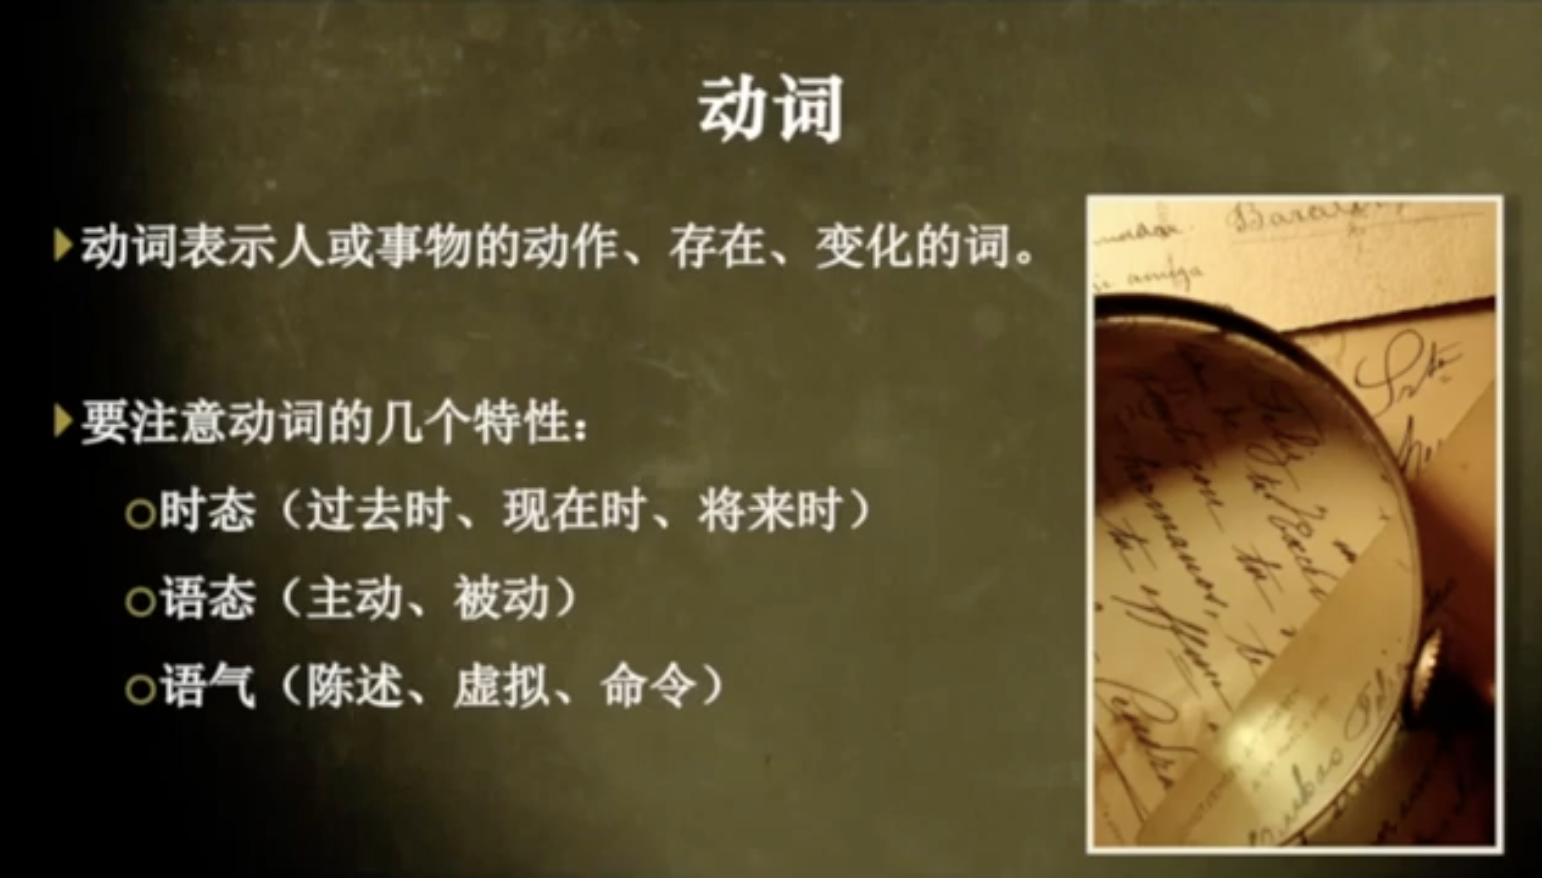 动词
动词表示人或事物的动作、存在、变化的词。
要注意动词的几个特性：
时态（过去时、现在时、将来时）
语态（主动、被动）
语气（陈述、虚拟、命令）
amiga
hermanos,